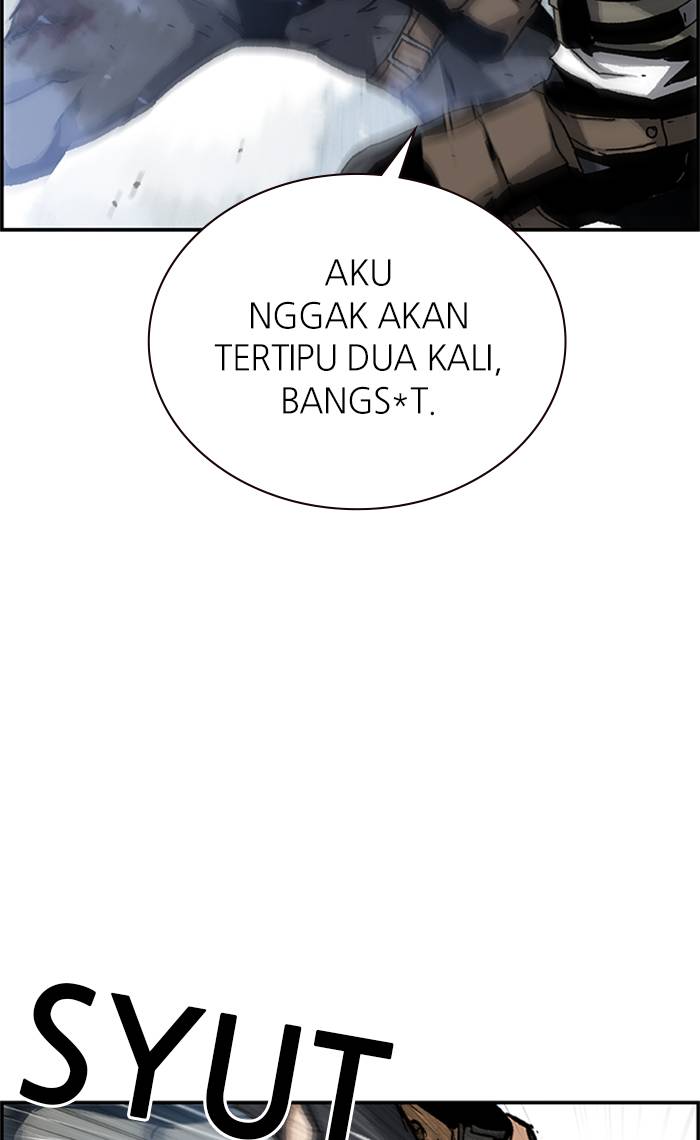 AKU
NGGAK AKAN
TERTIPU DUA KALI,
BANGS*T.
SYUT